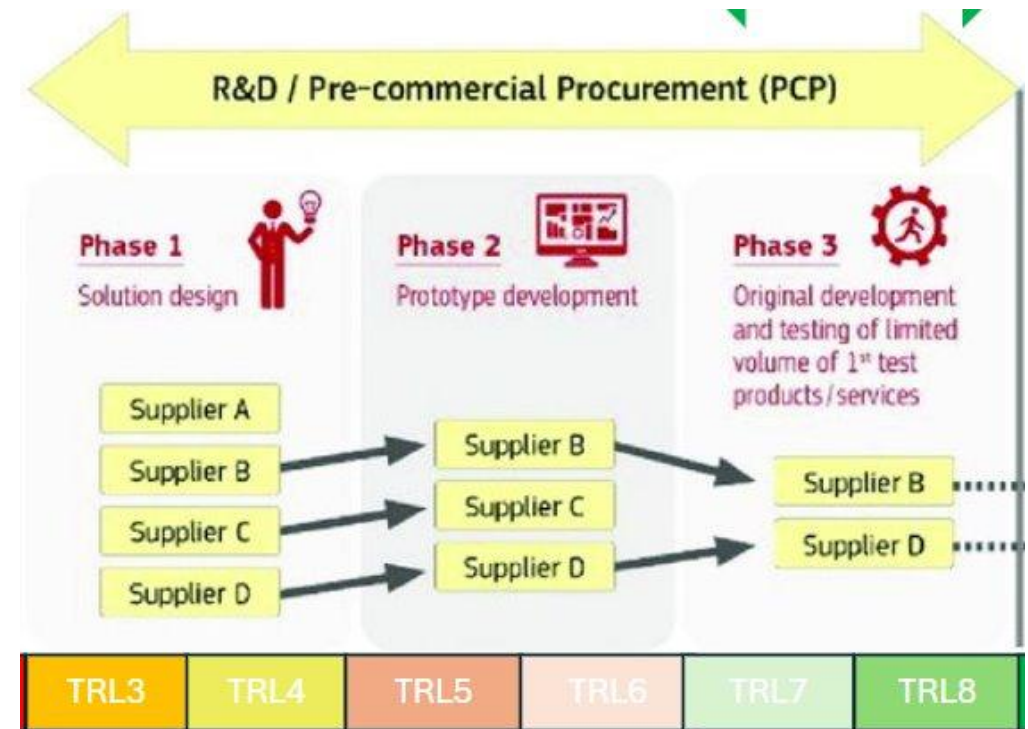 R&D / Pre-commercial Procurement (PCP)
Phase 1
Solution design
Supplier A
Supplier B
Supplier C
Supplier D
Phase 2
Prototype development
Supplier B
Supplier C
Supplier D
Phase 3
Original development
and testing of limited
volume of 1st test
products/services
Supplier B
Supplier D
TRL3 TRL4 TRL5 TRL6 TRL7 TRL8